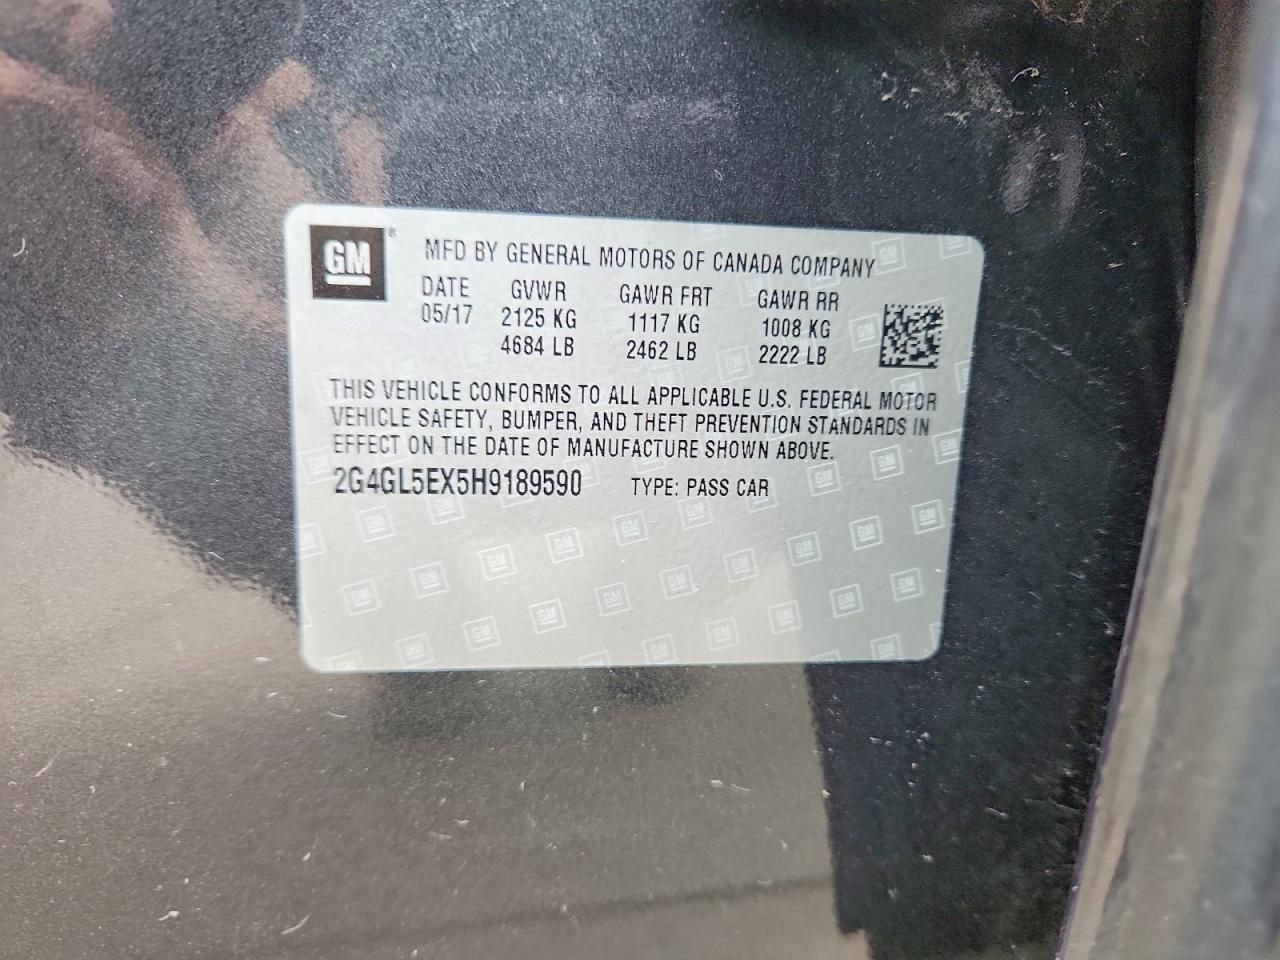 GM ®
MFD BY GENERAL MOTORS OF CANADA COMPANY
DATE GVWR GAWR FRT GAWR RR
05/17 2125 KG 1117 KG 1008 KG
4684 LB 2462 LB 2222 LB
THIS VEHICLE CONFORMS TO ALL APPLICABLE U.S. FEDERAL MOTOR
VEHICLE SAFETY, BUMPER, AND THEFT PREVENTION STANDARDS IN
EFFECT ON THE DATE OF MANUFACTURE SHOWN ABOVE.
2G4GL5EX5H9189590 TYPE: PASS CAR